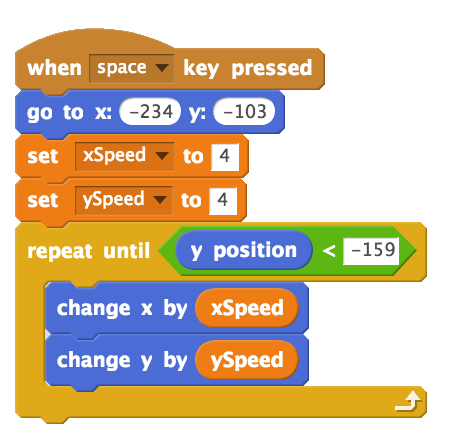 when space key pressed
go to x: -234 y: -103
set xSpeed to 4
set ySpeed to 4
repeat until y position < -159
change x by xSpeed
change y by ySpeed